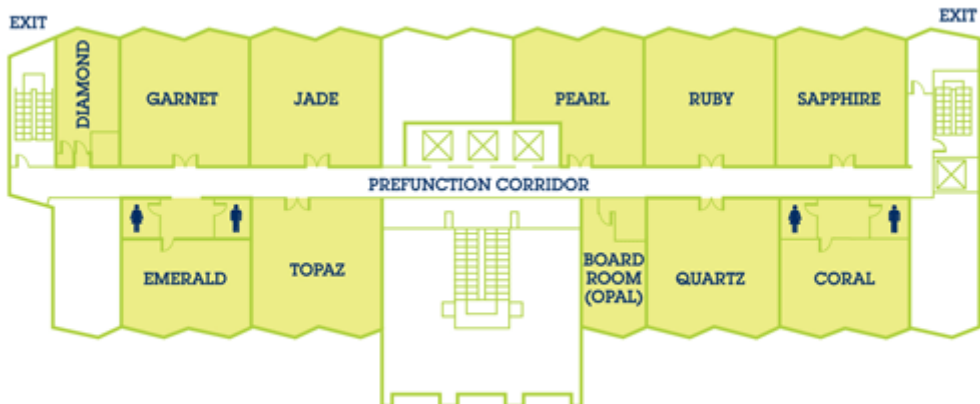 EXIT
EXIT
DIAMOND
GARNET
JADE
PEARL
RUBY
SAPPHIRE
PREFUNCTION CORRIDOR
EMERALD
TOPAZ
BOARD
ROOM
(OPAL)
QUARTZ
CORAL